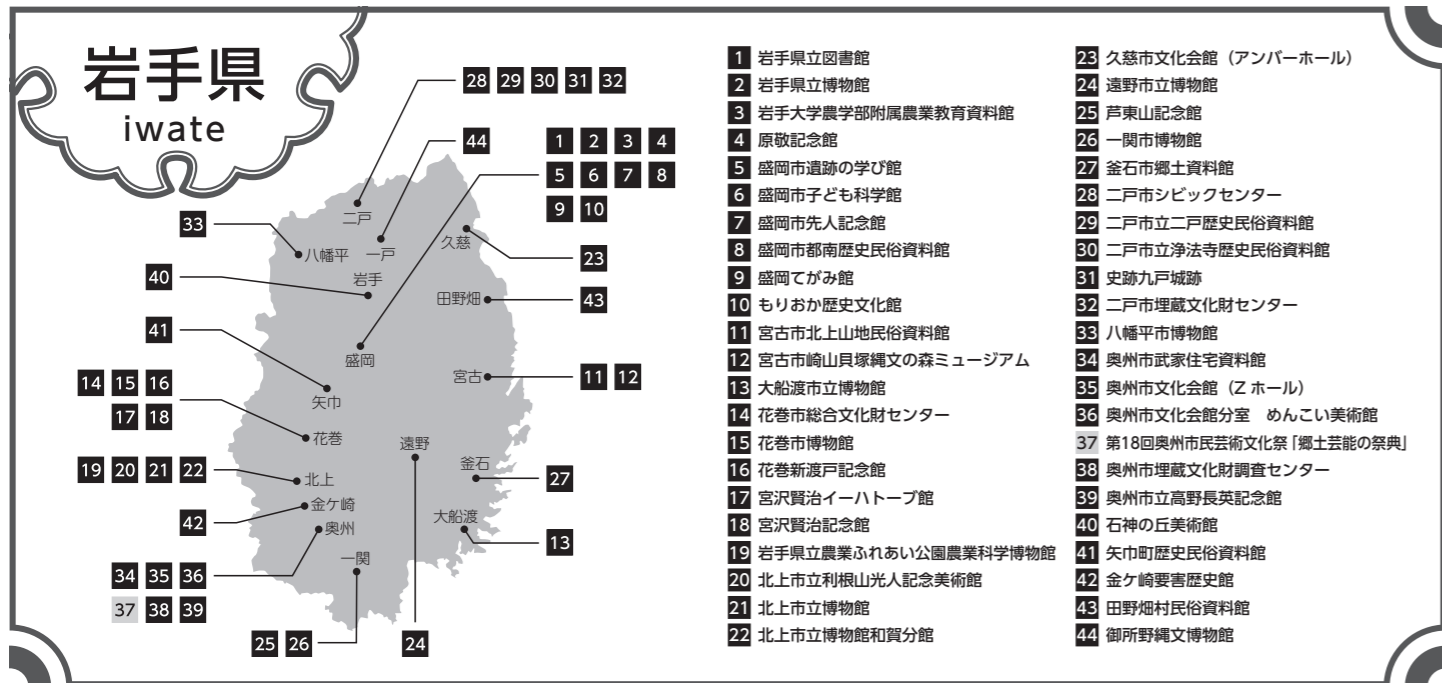 岩手県
iwate
28 29 30 31 32
44
1 2 3 4
5 6 7 8
9 10
33
二戸
久慈
八幡平
一戸
23
40
岩手
田野畑
43
41
盛岡
宮古
11 12
14 15 16
17 18
矢巾
花巻
遠野
釜石
19 20 21 22
北上
27
金ケ崎
42
大船渡
奥州
13
一関
34 35 36
37 38 39
25 26
24
1 岩手県立図書館
2 岩手県立博物館
3 岩手大学農学部附属農業教育資料館
4 原敬記念館
5 盛岡市遺跡の学び館
6 盛岡市子ども科学館
7 盛岡市先人記念館
8 盛岡市都南歴史民俗資料館
9 盛岡てがみ館
10 もりおか歴史文化館
11 宮古市北上山地民俗資料館
12 宮古市崎山貝塚縄文の森ミュージアム
13 大船渡市立博物館
14 花巻市総合文化財センター
15 花巻市博物館
16 花巻新渡戸記念館
17 宮沢賢治イーハトーブ館
18 宮沢賢治記念館
19 岩手県立農業ふれあい公園農業科学博物館
20 北上市立利根山光人記念美術館
21 北上市立博物館
22 北上市立博物館和賀分館
23 久慈市文化会館（アンバーホール）
24 遠野市立博物館
25 芦東山記念館
26 一関市博物館
27 釜石市郷土資料館
28 二戸市シビックセンター
29 二戸市立二戸歴史民俗資料館
30 二戸市立浄法寺歴史民俗資料館
31 史跡九戸城跡
32 二戸市埋蔵文化財センター
33 八幡平市博物館
34 奥州市武家住宅資料館
35 奥州市文化会館（Zホール）
36 奥州市文化会館分室　めんこい美術館
37 第18回奥州市民芸術文化祭「郷土芸能の祭典」
38 奥州市埋蔵文化財調査センター
39 奥州市立高野長英記念館
40 石神の丘美術館
41 矢巾町歴史民俗資料館
42 金ケ崎要害歴史館
43 田野畑村民俗資料館
44 御所野縄文博物館